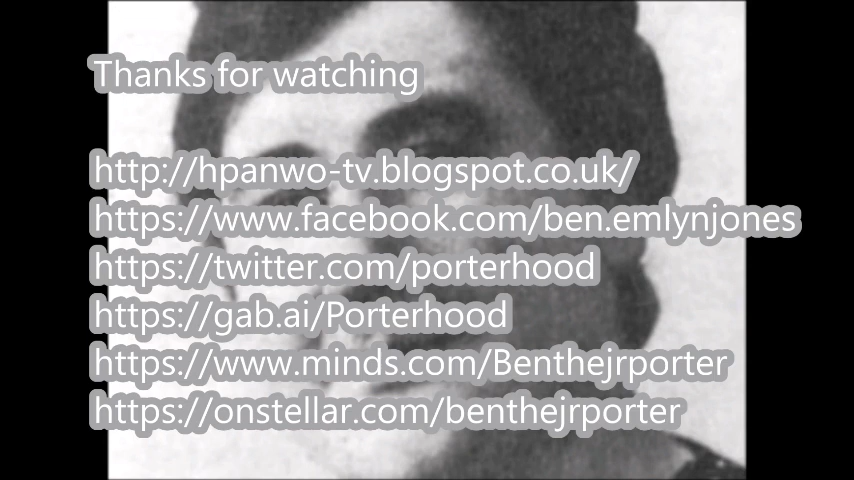 Thanks for watching
http://hpanwo-tv.blogspot.co.uk/
https://www.facebook.com/ben.emlynjones
https://twitter.com/porterhood
https://gab.ai/Porterhood
https://www.minds.com/Benthejrporter
https://onstellar.com/benthejrporter